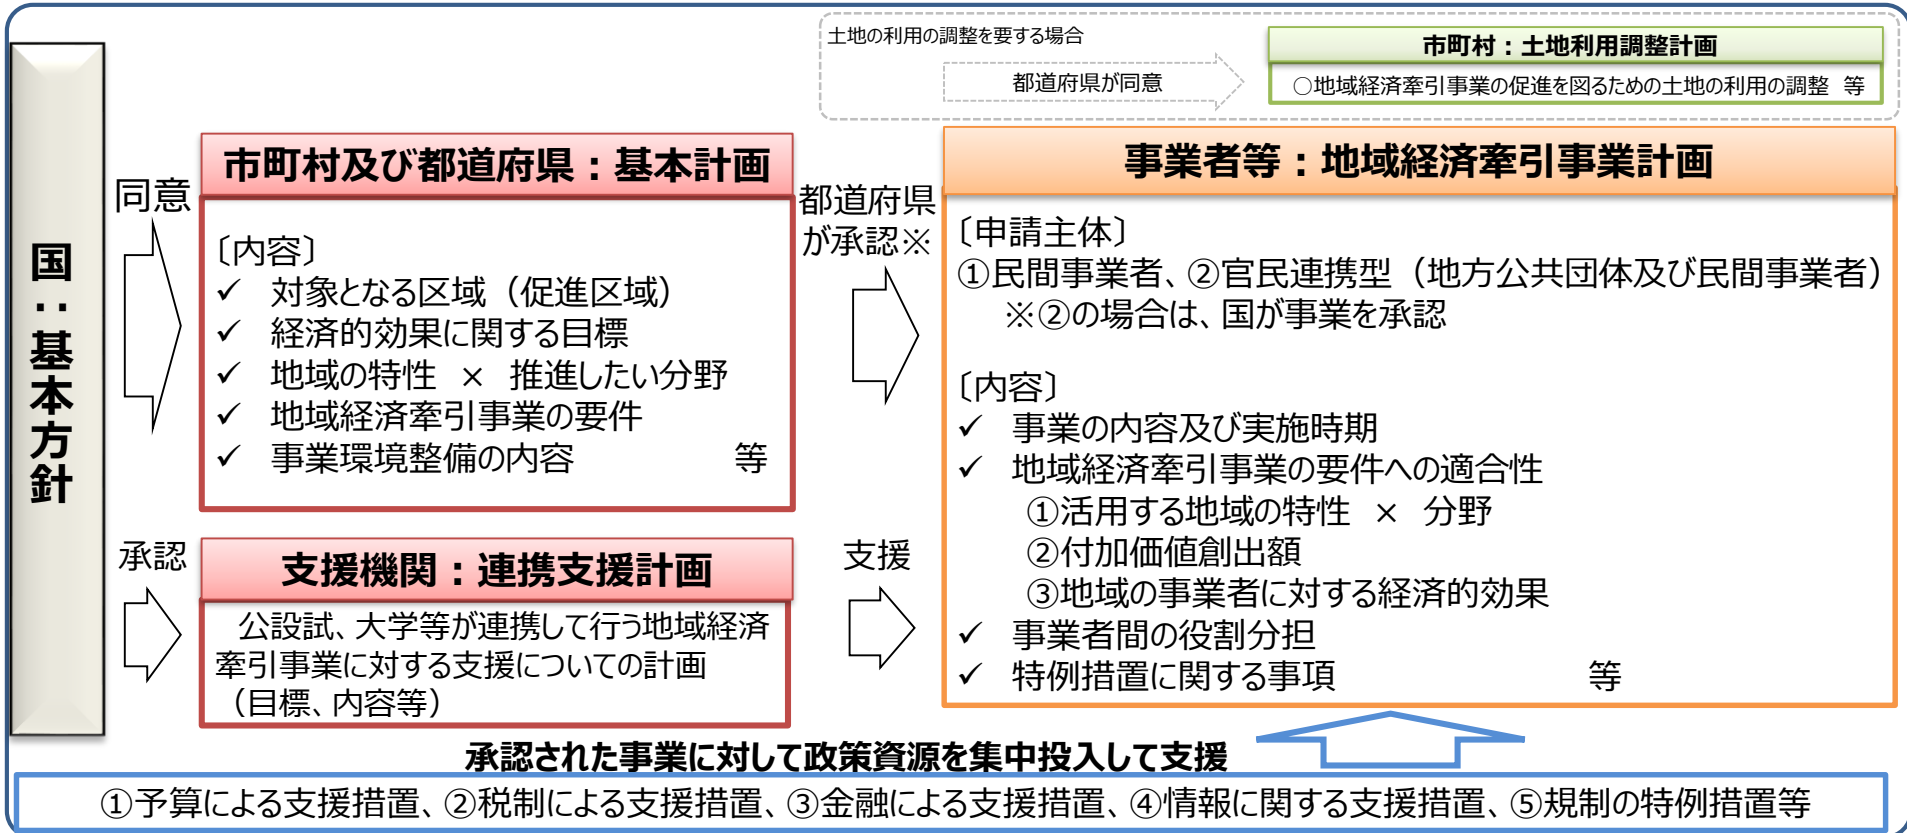 土地の利用の調整を要する場合
都道府県が同意
市町村：土地利用調整計画
○地域経済牽引事業の促進を図るための土地の利用の調整　等
国：基本方針
同意
市町村及び都道府県：基本計画
〔内容〕
✓ 対象となる区域（促進区域）
✓ 経済的効果に関する目標
✓ 地域の特性　×　推進したい分野
✓ 地域経済牽引事業の要件
✓ 事業環境整備の内容　　　　　等
都道府県
が承認※
事業者等：地域経済牽引事業計画
〔申請主体〕
①民間事業者、②官民連携型（地方公共団体及び民間事業者）
※②の場合は、国が事業を承認
〔内容〕
✓ 事業の内容及び実施時期
✓ 地域経済牽引事業の要件への適合性
①活用する地域の特性　×　分野
②付加価値創出額
③地域の事業者に対する経済的効果
✓ 事業者間の役割分担
✓ 特例措置に関する事項　　　　　　　　等
承認
支援機関：連携支援計画
公設試、大学等が連携して行う地域経済
牽引事業に対する支援についての計画
（目標、内容等）
支援
承認された事業に対して政策資源を集中投入して支援
①予算による支援措置、②税制による支援措置、③金融による支援措置、④情報に関する支援措置、⑤規制の特例措置等